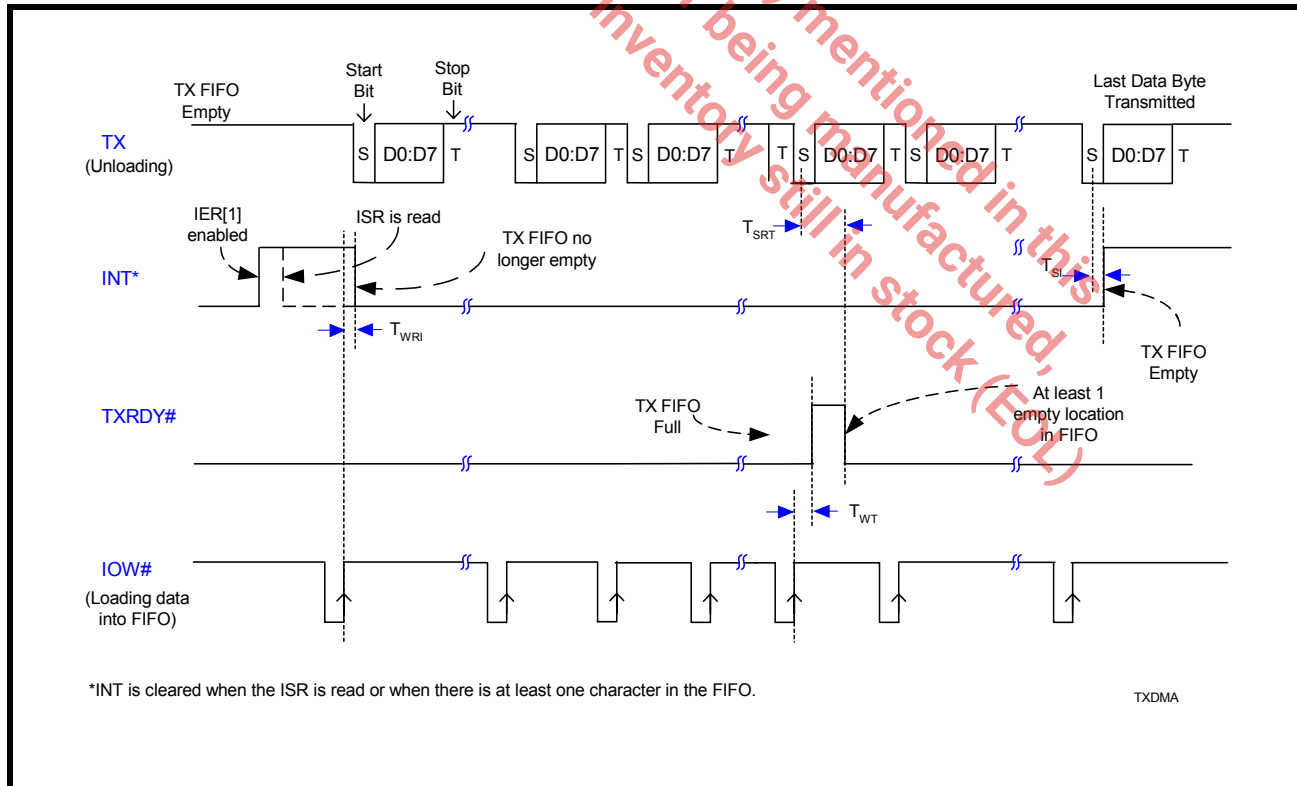 ) mentioned in this
being manufactured,
inventory still in stock (EOL)
TX FIFO
Empty
Start
Bit
Stop
Bit
Last Data Byte
Transmitted
TX
(Unloading)
S D0:D7 T S D0:D7 T S D0:D7 T T S D0:D7 T S D0:D7 T S D0:D7 T
IER[1]
enabled
ISR is read
TX FIFO no
longer empty
TSRT
INT*
TSI
TWRI
TX FIFO
Empty
TXRDY#
TX FIFO
Full
At least 1
empty location
in FIFO
TWT
IOW#
(Loading data
into FIFO)
*INT is cleared when the ISR is read or when there is at least one character in the FIFO.
TXDMA